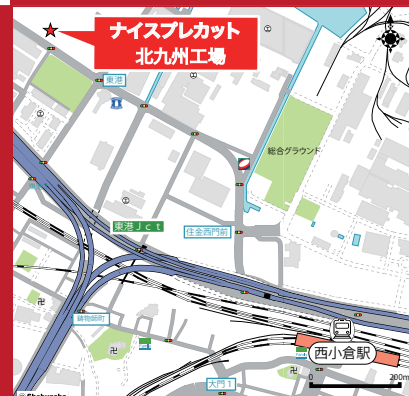 ナイスプレカット
北九州工場
東港
総合グラウンド
東港Jct
住金西門前
鋳物師町
西小倉駅
大門1
0
200m